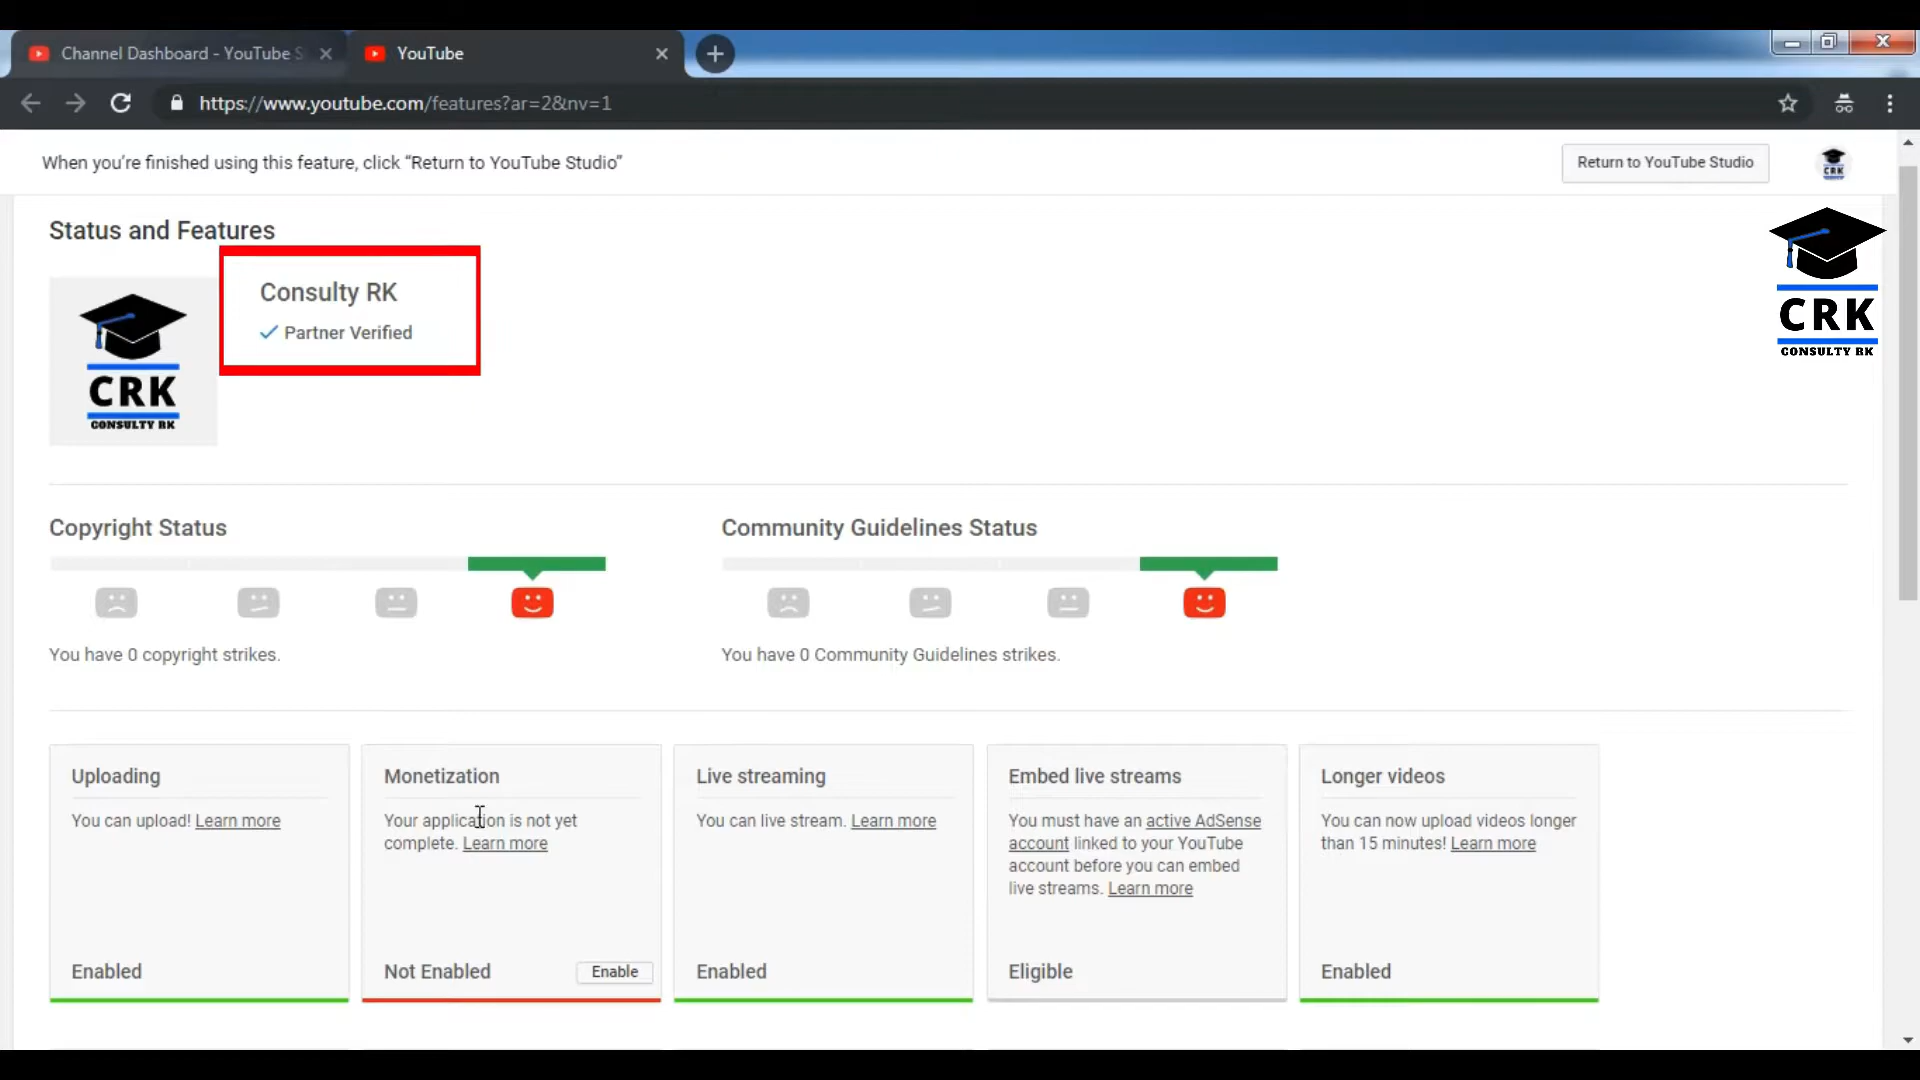 Channel Dashboard - YouTube S
YouTube
https://www.youtube.com/features?ar=2&nv=1
When you're finished using this feature, click “Return to YouTube Studio”
Return to YouTube Studio
CRK
Status and Features
Consulty RK
Partner Verified
CRK
CONSULTY RK
CRK
CONSULTY RK
Copyright Status
Community Guidelines Status
You have 0 copyright strikes.
You have 0 Community Guidelines strikes.
Uploading
You can upload! Learn more
Enabled
Monetization
Your application is not yet
complete. Learn more
Not Enabled
Enable
Live streaming
You can live stream. Learn more
Enabled
Embed live streams
You must have an active AdSense
account linked to your YouTube
account before you can embed
live streams. Learn more
Eligible
Longer videos
You can now upload videos longer
than 15 minutes! Learn more
Enabled